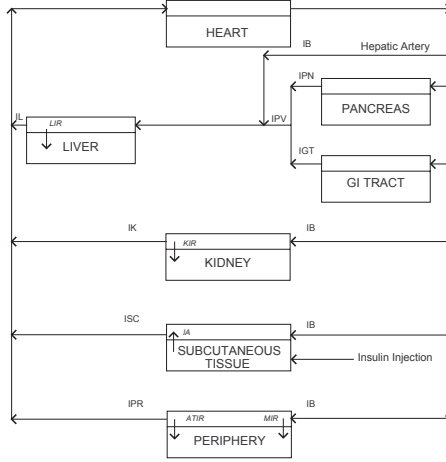 HEART
IB
Hepatic Artery
IPN
PANCREAS
IL
LIR
LIVER
IPV
IGT
GI TRACT
IK
KIR
KIDNEY
IB
ISC
IA
SUBCUTANEOUS
TISSUE
IB
Insulin Injection
IPR
ATIR
MIR
PERIPHERY
IB